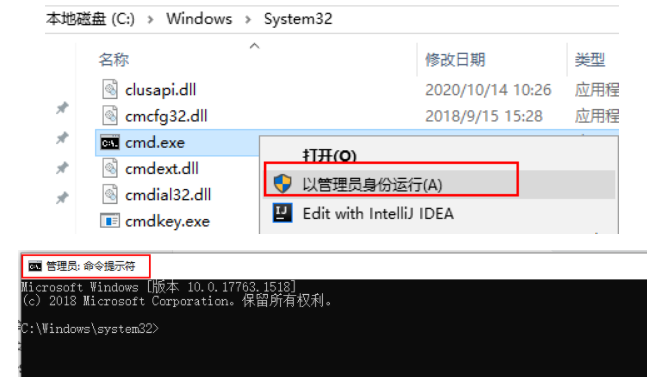 本地磁盘 (C:) › Windows › System32
名称 修改日期 类型
clusapi.dll 2020/10/14 10:26 应用程
cmcfg32.dll 2018/9/15 15:28 应用程
cmd.exe
cmdext.dll
cmdial32.dll
cmdkey.exe
打开(O)
以管理员身份运行(A)
Edit with IntelliJ IDEA
管理员: 命令提示符
Microsoft Windows [版本 10.0.17763.1518]
(c) 2018 Microsoft Corporation。保留所有权利。
C:\Windows\system32>